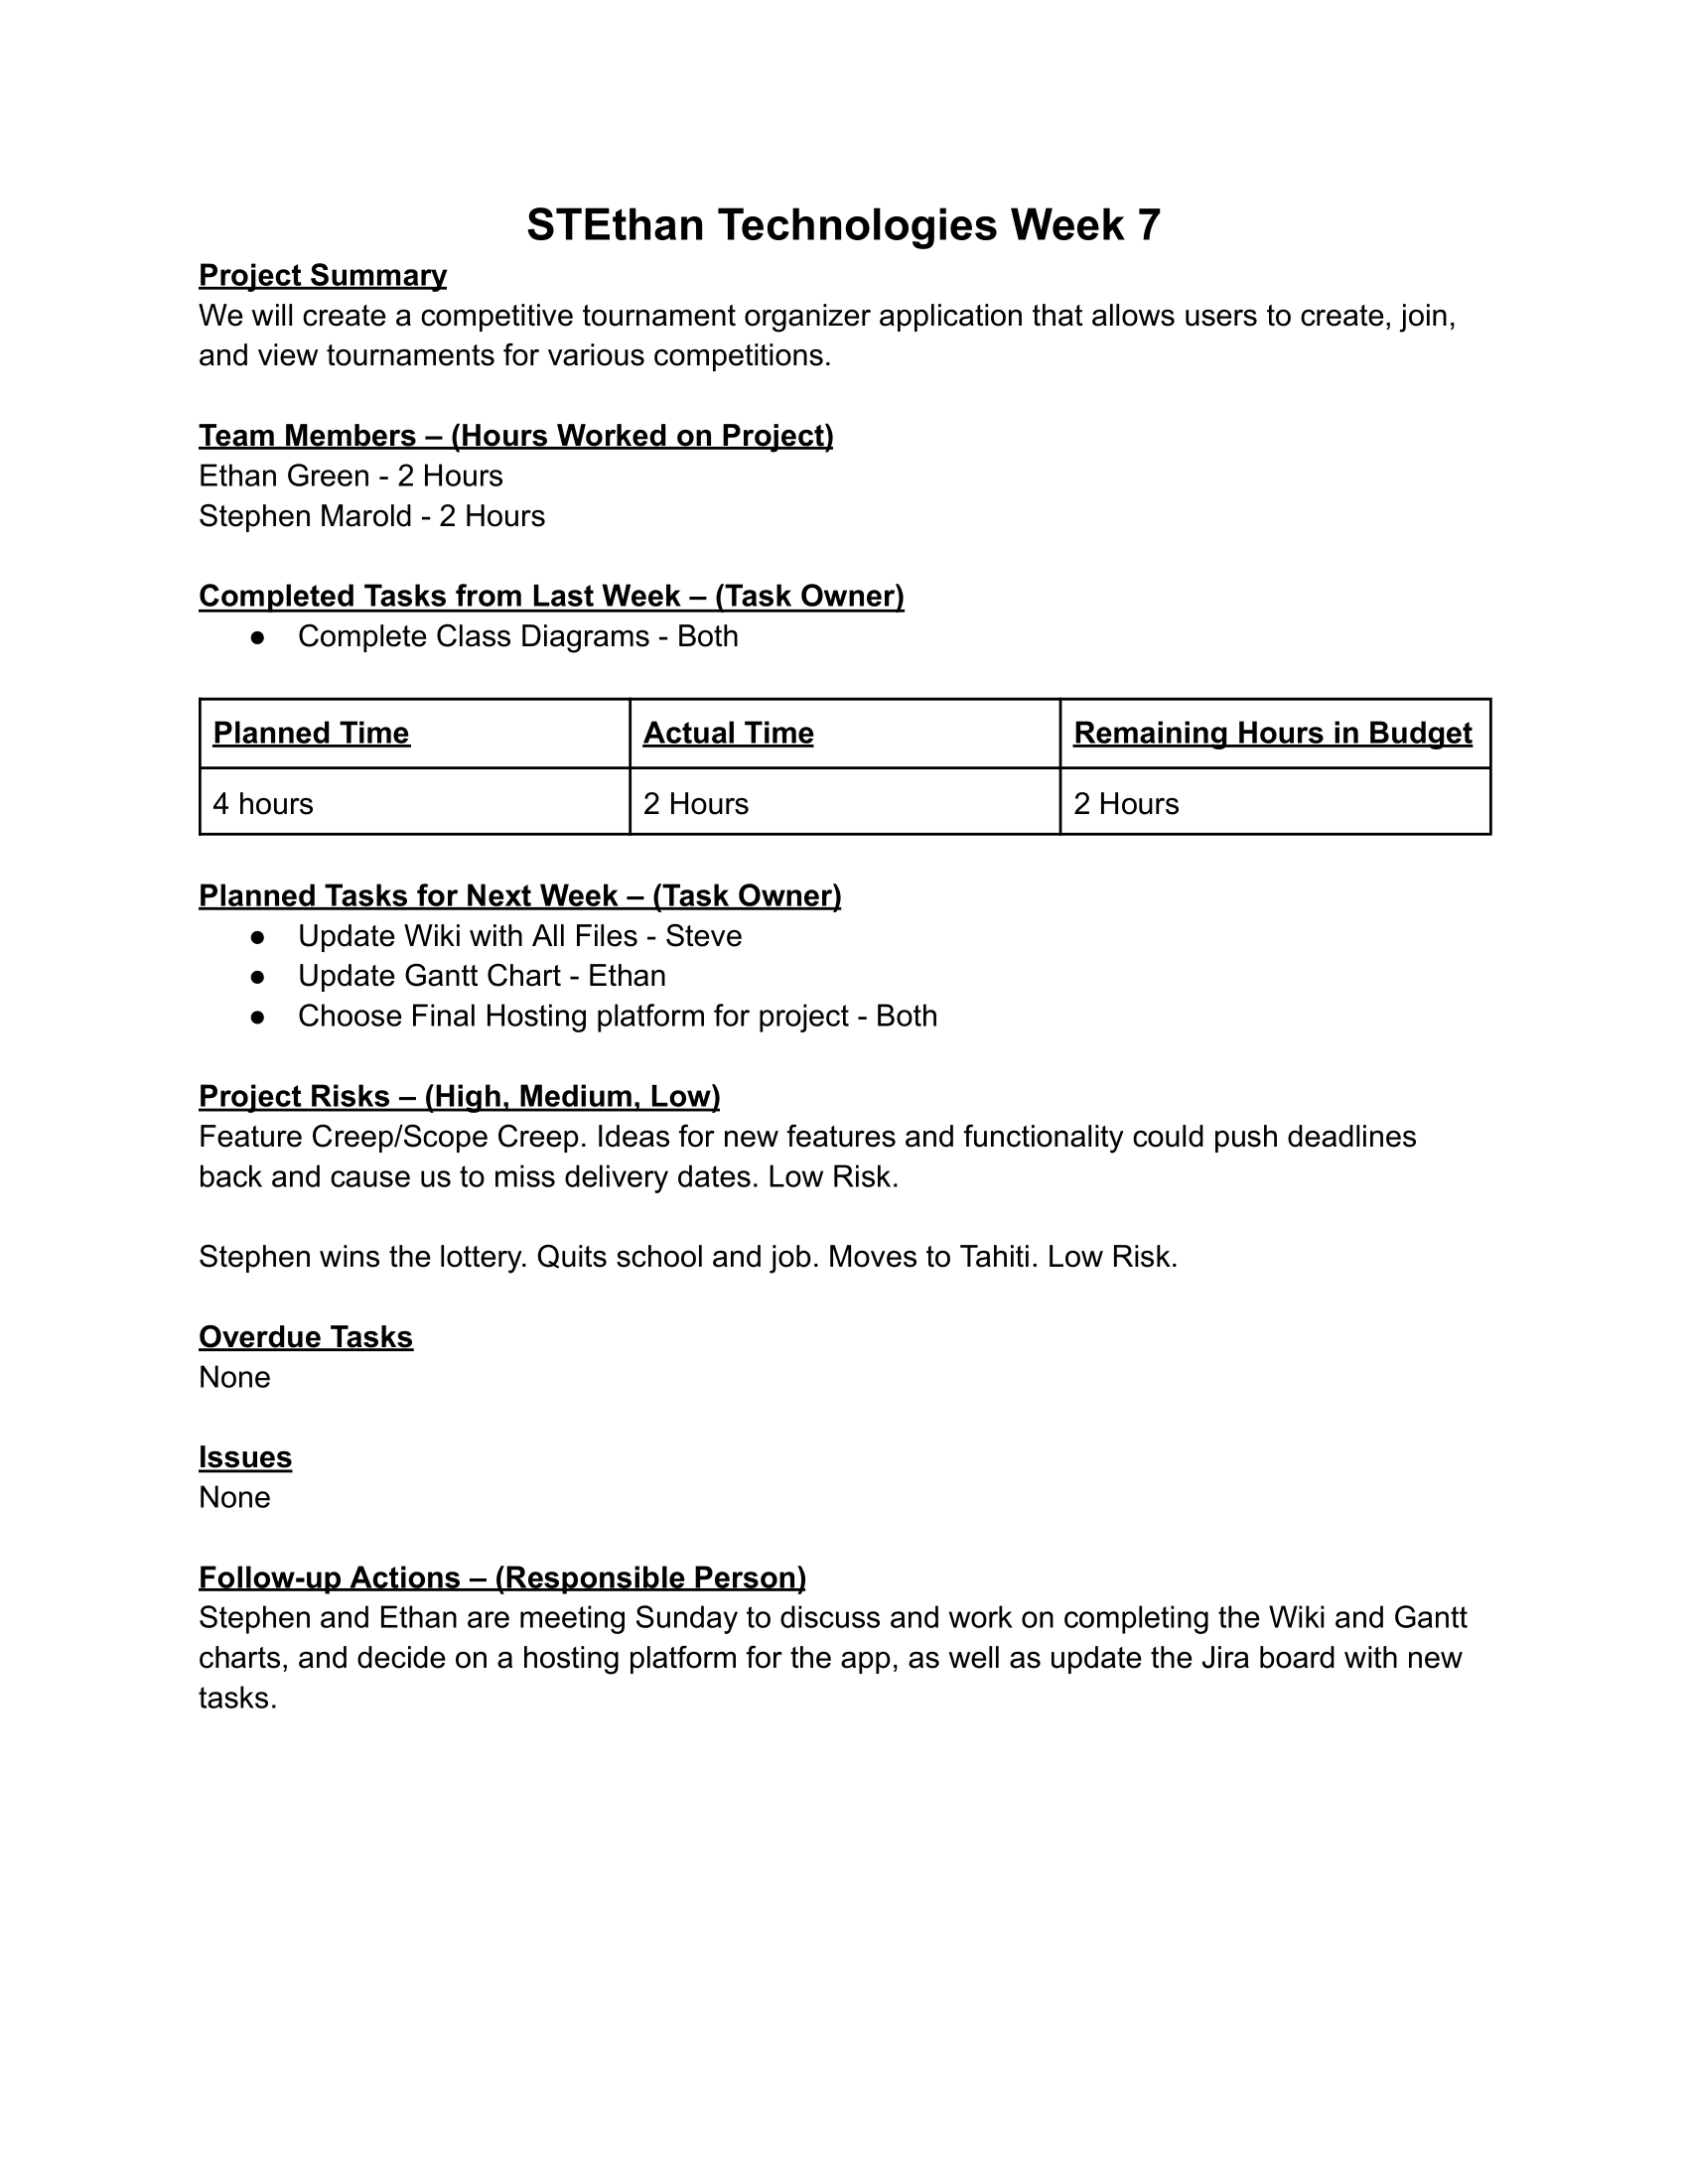 STEthan Technologies Week 7
Project Summary
We will create a competitive tournament organizer application that allows users to create, join,
and view tournaments for various competitions.
Team Members – (Hours Worked on Project)
Ethan Green - 2 Hours
Stephen Marold - 2 Hours
Completed Tasks from Last Week – (Task Owner)
● Complete Class Diagrams - Both
Planned Time Actual Time Remaining Hours in Budget
4 hours 2 Hours 2 Hours
Planned Tasks for Next Week – (Task Owner)
● Update Wiki with All Files - Steve
● Update Gantt Chart - Ethan
● Choose Final Hosting platform for project - Both
Project Risks – (High, Medium, Low)
Feature Creep/Scope Creep. Ideas for new features and functionality could push deadlines
back and cause us to miss delivery dates. Low Risk.
Stephen wins the lottery. Quits school and job. Moves to Tahiti. Low Risk.
Overdue Tasks
None
Issues
None
Follow-up Actions – (Responsible Person)
Stephen and Ethan are meeting Sunday to discuss and work on completing the Wiki and Gantt
charts, and decide on a hosting platform for the app, as well as update the Jira board with new
tasks.